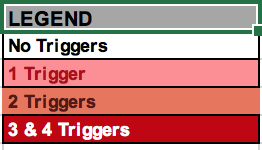 LEGEND
No Triggers
1 Trigger
2 Triggers
3 & 4 Triggers